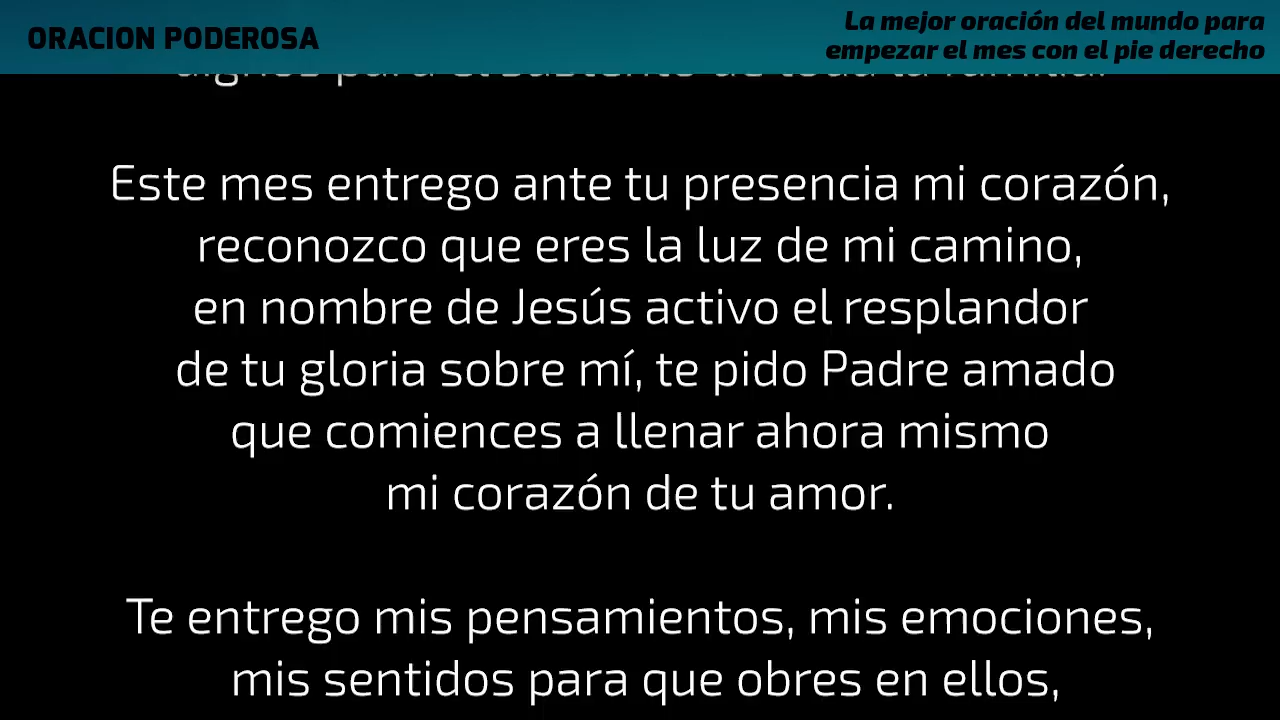 ORACION PODEROSA
La mejor oración del mundo para
empezar el mes con el pie derecho
Este mes entrego ante tu presencia mi corazón,
reconozco que eres la luz de mi camino,
en nombre de Jesús activo el resplandor
de tu gloria sobre mí, te pido Padre amado
que comiences a llenar ahora mismo
mi corazón de tu amor.
Te entrego mis pensamientos, mis emociones,
mis sentidos para que obres en ellos,